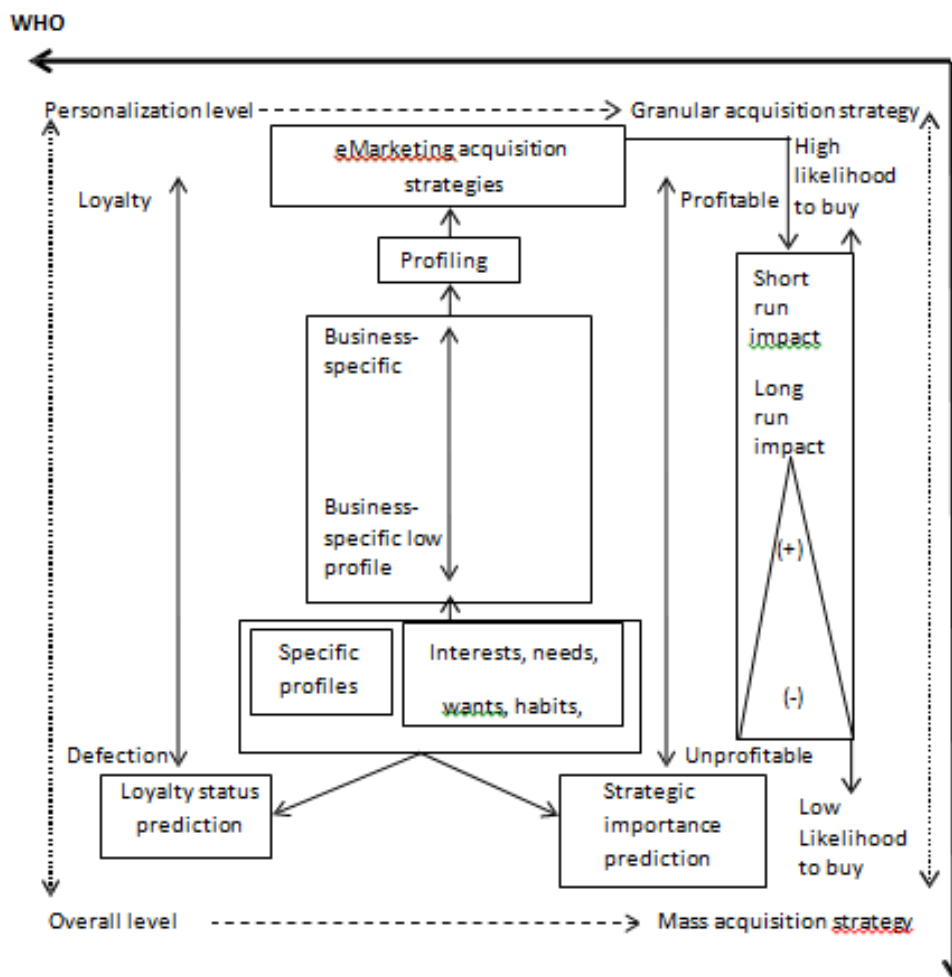 WHO
Personalization level
Granular acquisition strategy
eMarketing acquisition
strategies
High
likelihood
to buy
Loyalty
Profitable
Profiling
Short
run
impact
Business-
specific
Long
run
impact
Business-
specific low
profile
(+)
Specific
profiles
Interests, needs,
wants, habits,
(-)
Defection
Unprofitable
Loyalty status
prediction
Strategic
importance
prediction
Low
Likelihood
to buy
Overall level
Mass acquisition strategy